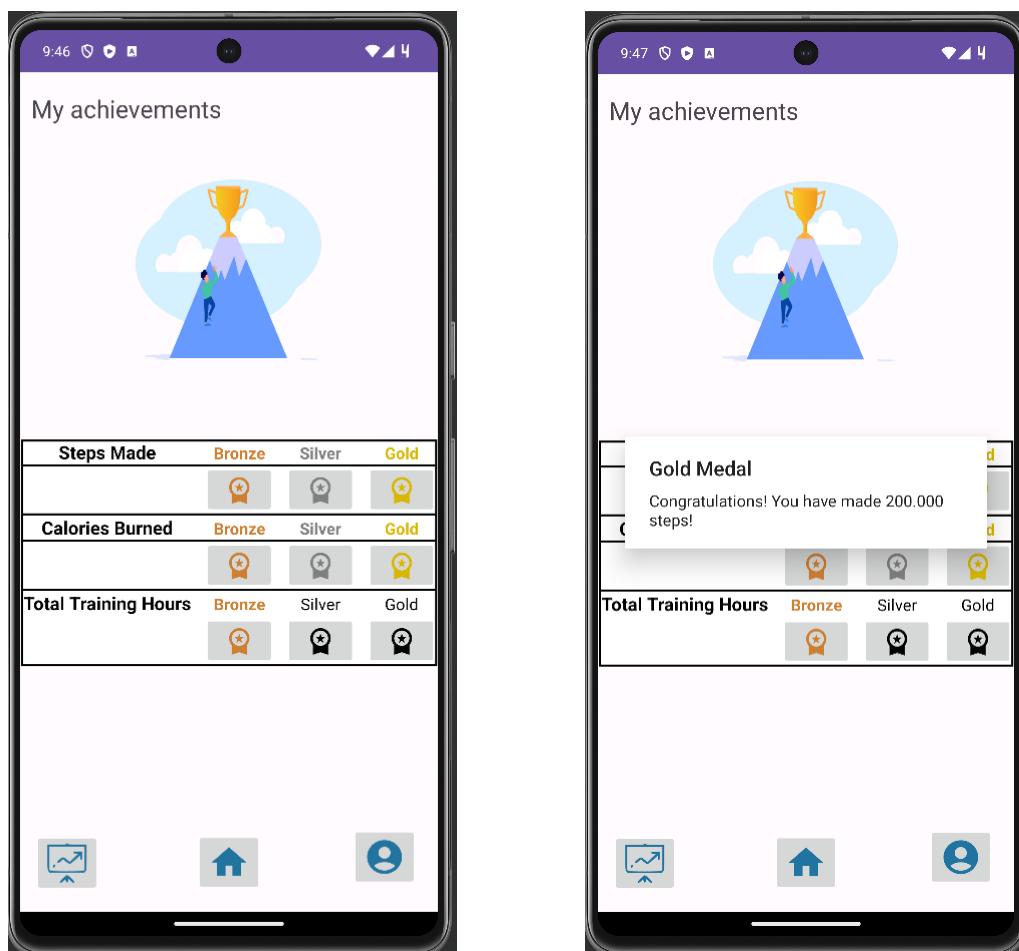 9:46
My achievements
Steps Made Bronze Silver Gold
Calories Burned Bronze Silver Gold
Total Training Hours Bronze Silver Gold
9:47
My achievements
Gold Medal
Congratulations! You have made 200.000
steps!
Total Training Hours Bronze Silver Gold